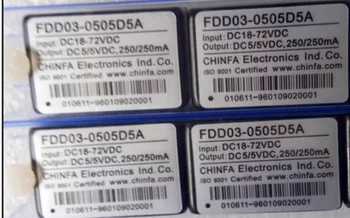 FDD03-0505D5A
Input: DC18-72VDC
Output: DC5/5VDC, 250/250mA
CHINFA Electronics Ind. Co.
ISO 9001 Certified www.chinfa.com
010611-960109020001
FDD03-0505D5A
Input: DC18-72VDC
Output: DC5/5VDC, 250/250mA
CHINFA Electronics Ind. Co.
ISO 9001 Certified www.chinfa.com
010611-960109020001
FDD03-0505D5A
Input: DC18-72VDC
Output: DC5/5VDC, 250/250mA
CHINFA Electronics Ind. Co.
ISO 9001 Certified www.chinfa.com
010611-960109020001
FDD03-0505D5A
Input: DC18-72VDC
Output: DC5/5VDC, 250/250mA
CHINFA Electronics Ind. Co.
ISO 9001 Certified www.chinfa.com
010611-960109020001